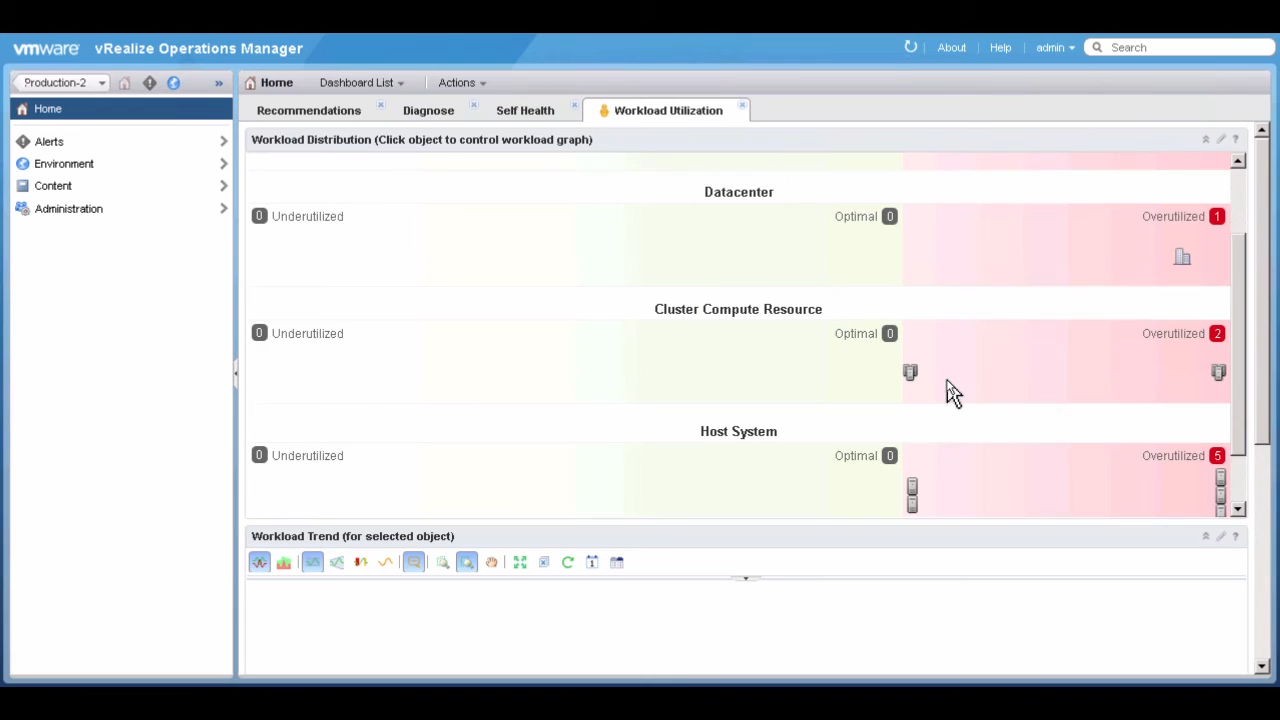 vmware vRealize Operations Manager About Help admin Search
Production-2 » Home Dashboard List Actions
Home
Recommendations Diagnose Self Health Workload Utilization
Alerts
Environment
Content
Administration
Workload Distribution (Click object to control workload graph) ?
Datacenter
0 Underutilized Optimal 0 Overutilized 1
Cluster Compute Resource
0 Underutilized Optimal 0 Overutilized 2
Host System
0 Underutilized Optimal 0 Overutilized 5
Workload Trend (for selected object) ?
1